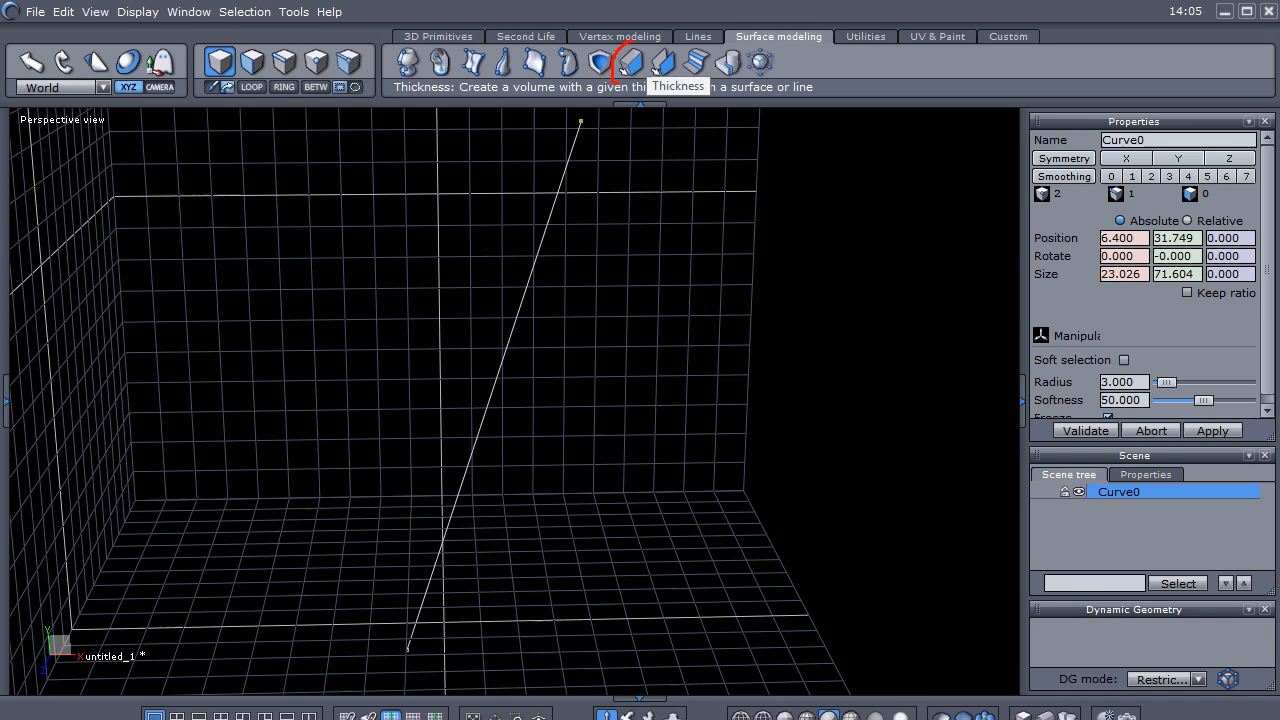 File Edit View Display Window Selection Tools Help 14:05
3D Primitives Second Life Vertex modeling Lines Surface modeling Utilities UV & Paint Custom
World XYZ CAMERA LOOP RING BETW
Thickness: Create a volume with a given thi n a surface or line
Thickness
Perspective view
Properties
Name Curve0
Symmetry X Y Z
Smoothing 0 1 2 3 4 5 6 7
2 1 0
Absolute Relative
Position 6.400 31.749 0.000
Rotate 0.000 -0.000 0.000
Size 23.026 71.604 0.000
Keep ratio
Manipula
Soft selection
Radius 3.000
Softness 50.000
Freeze
Validate Abort Apply
Scene
Scene tree Properties
Curve0
Select
Dynamic Geometry
DG mode: Restric...
Y
X untitled_1 *
Z